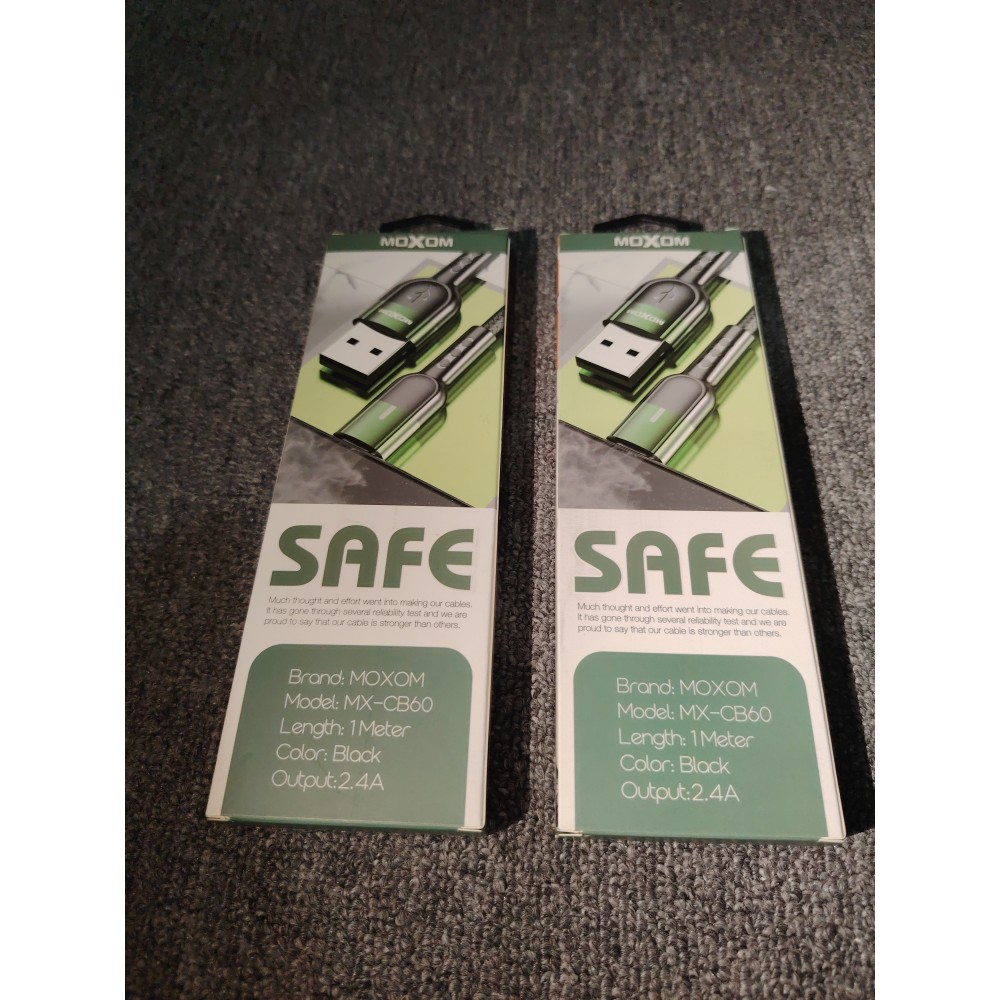 MOXOM
MOXOM
SAFE
Much thought and effort went into making our cables.
It has gone through several reliability test and we are
proud to say that our cable is stronger than others.
Brand: MOXOM
Model: MX-CB60
Length: 1 Meter
Color: Black
Output:2.4A
MOXOM
MOXOM
SAFE
Much thought and effort went into making our cables.
It has gone through several reliability test and we are
proud to say that our cable is stronger than others.
Brand: MOXOM
Model: MX-CB60
Length: 1 Meter
Color: Black
Output:2.4A